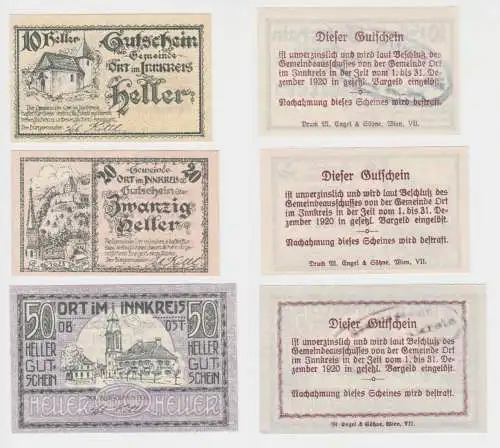 10 Heller
Gutschein
der Gemeinde
Ort im Innkreis
Heller
Dieser Gutschein
ist unverzinslich und wird laut Beschluß des
Gemeindeausschusses von der Gemeinde Ort
im Innkreis in der Zeit vom 1. bis 31. De-
zember 1920 in gesetzl. Bargeld eingelöst.
Nachahmung dieses Scheines wird bestraft.
Druck M. Engel & Söhne, Wien, VII.
20
20
Gemeinde
Ort im Innkreis
Gutschein über
Zwanzig
Heller
Dieser Gutschein
ist unverzinslich und wird laut Beschluß des
Gemeindeausschusses von der Gemeinde Ort
im Innkreis in der Zeit vom 1. bis 31. De-
zember 1920 in gesetzl. Bargeld eingelöst.
Nachahmung dieses Scheines wird bestraft.
Druck M. Engel & Söhne, Wien, VII.
ORT IM INNKREIS
50 OB OST 50
HELLER HELLER
GUT GUT
SCHEIN SCHEIN
HELLER HELLER
Dieser Gutschein
ist unverzinslich und wird laut Beschluß des
Gemeindeausschusses von der Gemeinde Ort
im Innkreis in der Zeit vom 1. bis 31. De-
zember 1920 in gesetzl. Bargeld eingelöst.
Nachahmung dieses Scheines wird bestraft.
M. Engel & Söhne, Wien, VII.